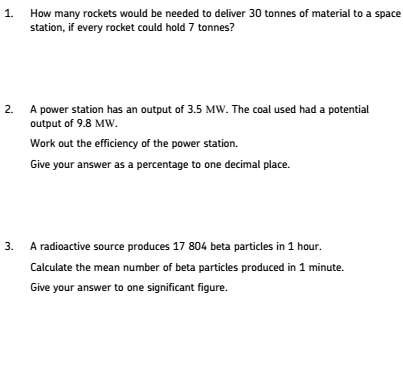 1. How many rockets would be needed to deliver 30 tonnes of material to a space
station, if every rocket could hold 7 tonnes?
2. A power station has an output of 3.5 MW. The coal used had a potential
output of 9.8 MW.
Work out the efficiency of the power station.
Give your answer as a percentage to one decimal place.
3. A radioactive source produces 17 804 beta particles in 1 hour.
Calculate the mean number of beta particles produced in 1 minute.
Give your answer to one significant figure.